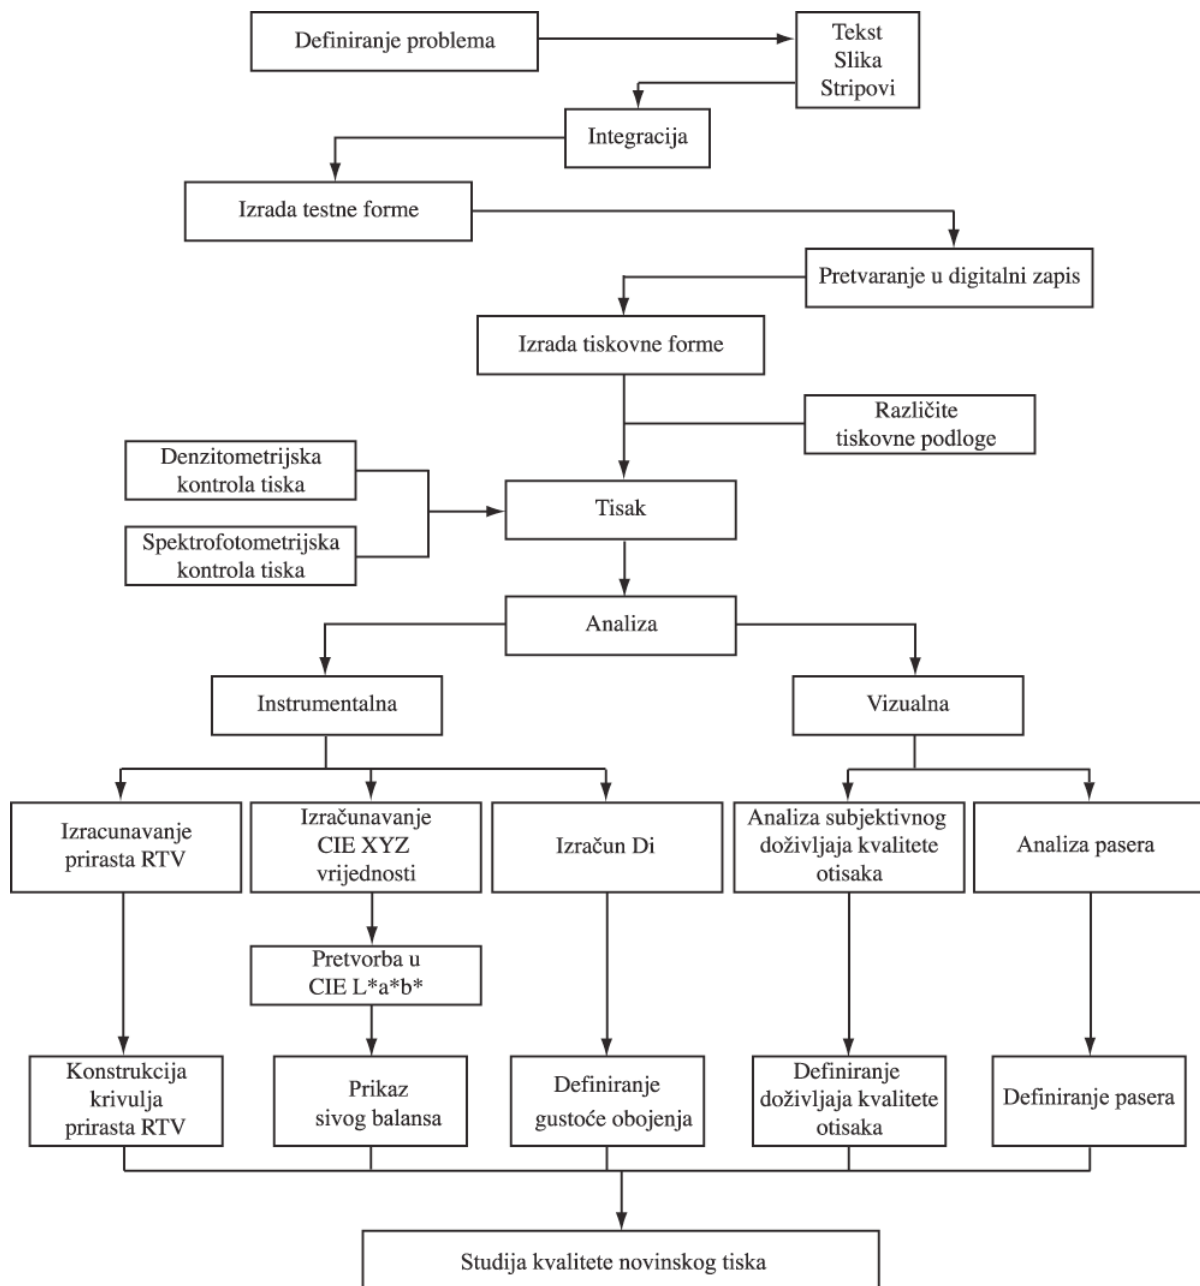 Definiranje problema
Tekst
Slika
Stripovi
Integracija
Izrada testne forme
Pretvaranje u digitalni zapis
Izrada tiskovne forme
Različite
tiskovne podloge
Denzitometrijska
kontrola tiska
Tisak
Spektrofotometrijska
kontrola tiska
Analiza
Instrumentalna
Vizualna
Izracunavanje
prirasta RTV
Izračunavanje
CIE XYZ
vrijednosti
Izračun Di
Analiza subjektivnog
doživljaja kvalitete
otisaka
Analiza pasera
Pretvorba u
CIE L*a*b*
Konstrukcija
krivulja
prirasta RTV
Prikaz
sivog balansa
Definiranje
gustoće obojenja
Definiranje
doživljaja kvalitete
otisaka
Definiranje pasera
Studija kvalitete novinskog tiska